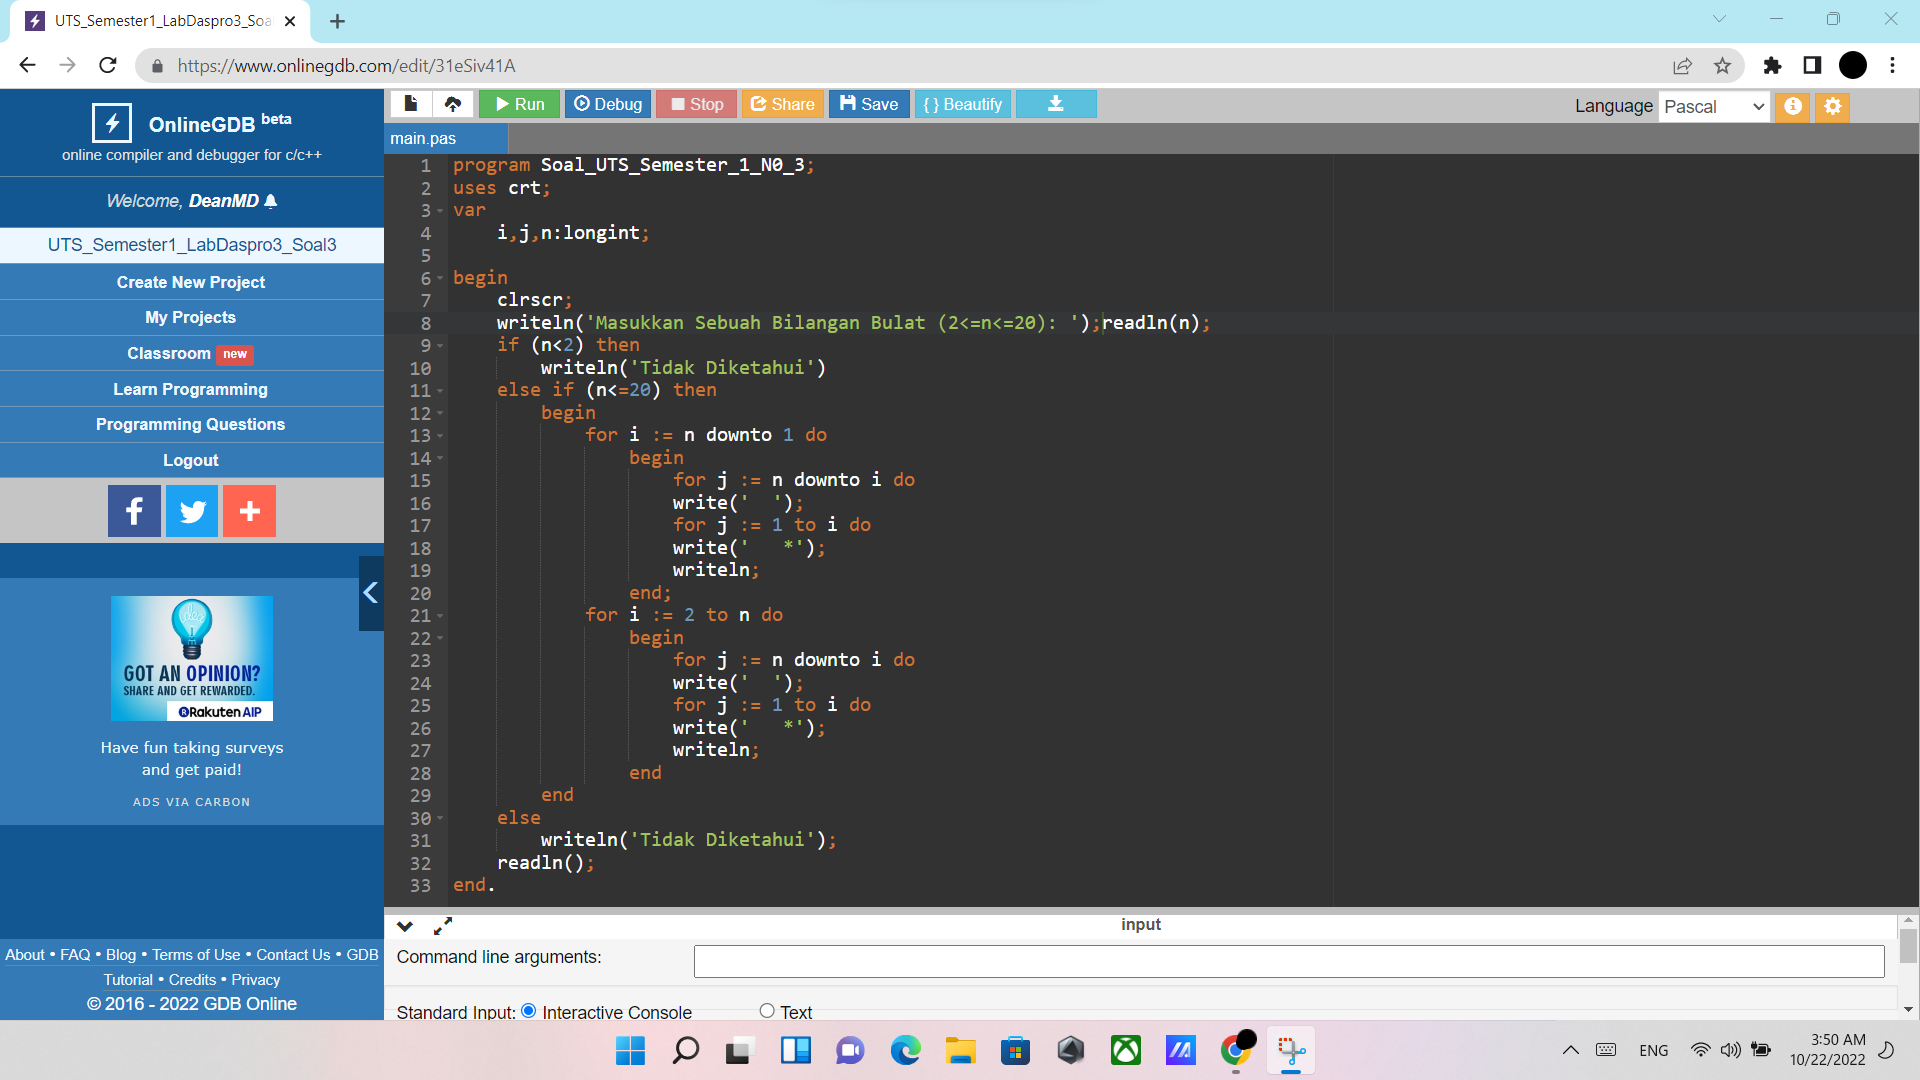 UTS_Semester1_LabDaspro3_Soa
https://www.onlinegdb.com/edit/31eSiv41A
OnlineGDB beta
online compiler and debugger for c/c++
Welcome, DeanMD
UTS_Semester1_LabDaspro3_Soal3
Create New Project
My Projects
Classroom new
Learn Programming
Programming Questions
Logout
GOT AN OPINION?
SHARE AND GET REWARDED.
Rakuten AIP
Have fun taking surveys
and get paid!
ADS VIA CARBON
About • FAQ • Blog • Terms of Use • Contact Us • GDB
Tutorial • Credits • Privacy
© 2016 - 2022 GDB Online
Run Debug Stop Share Save { } Beautify
Language Pascal
main.pas
1 program Soal_UTS_Semester_1_N0_3;
2 uses crt;
3 var
4     i,j,n:longint;
5
6 begin
7     clrscr;
8     writeln('Masukkan Sebuah Bilangan Bulat (2<=n<=20): ');readln(n);
9     if (n<2) then
10         writeln('Tidak Diketahui')
11     else if (n<=20) then
12         begin
13             for i := n downto 1 do
14                 begin
15                     for j := n downto i do
16                     write('  ');
17                     for j := 1 to i do
18                     write('   *');
19                     writeln;
20                 end;
21             for i := 2 to n do
22                 begin
23                     for j := n downto i do
24                     write('  ');
25                     for j := 1 to i do
26                     write('   *');
27                     writeln;
28                 end
29         end
30     else
31         writeln('Tidak Diketahui');
32     readln();
33 end.
input
Command line arguments:
Standard Input: Interactive Console Text
ENG
3:50 AM
10/22/2022